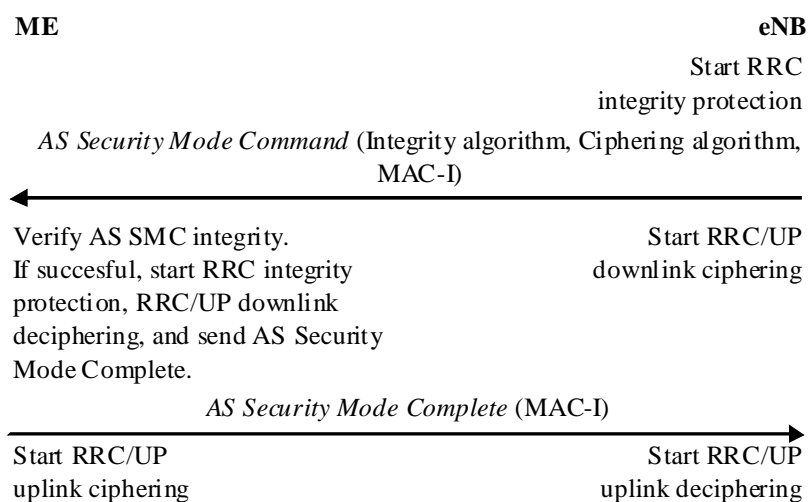 ME
eNB
Start RRC
integrity protection
AS Security Mode Command (Integrity algorithm, Ciphering algorithm,
MAC-I)
Verify AS SMC integrity.
If succesful, start RRC integrity
protection, RRC/UP downlink
deciphering, and send AS Security
Mode Complete.
Start RRC/UP
downlink ciphering
AS Security Mode Complete (MAC-I)
Start RRC/UP
uplink ciphering
Start RRC/UP
uplink deciphering